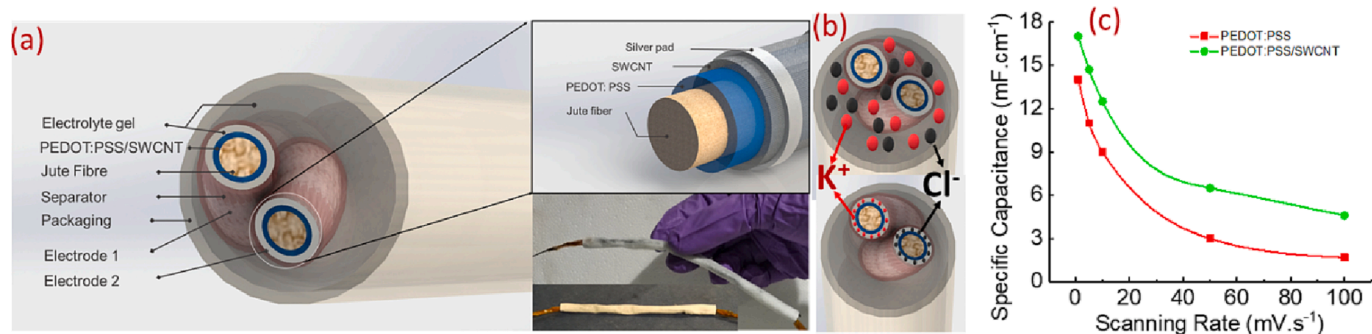 (a)
Electrolyte gel
PEDOT:PSS/SWCNT
Jute Fibre
Separator
Packaging
Electrode 1
Electrode 2
Silver pad
SWCNT
PEDOT: PSS
Jute fiber
(b)
K⁺
Cl⁻
(c)
PEDOT:PSS
PEDOT:PSS/SWCNT
Specific Capacitance (mF.cm⁻¹)
18
15
12
9
6
3
0
0 20 40 60 80 100
Scanning Rate (mV.s⁻¹)